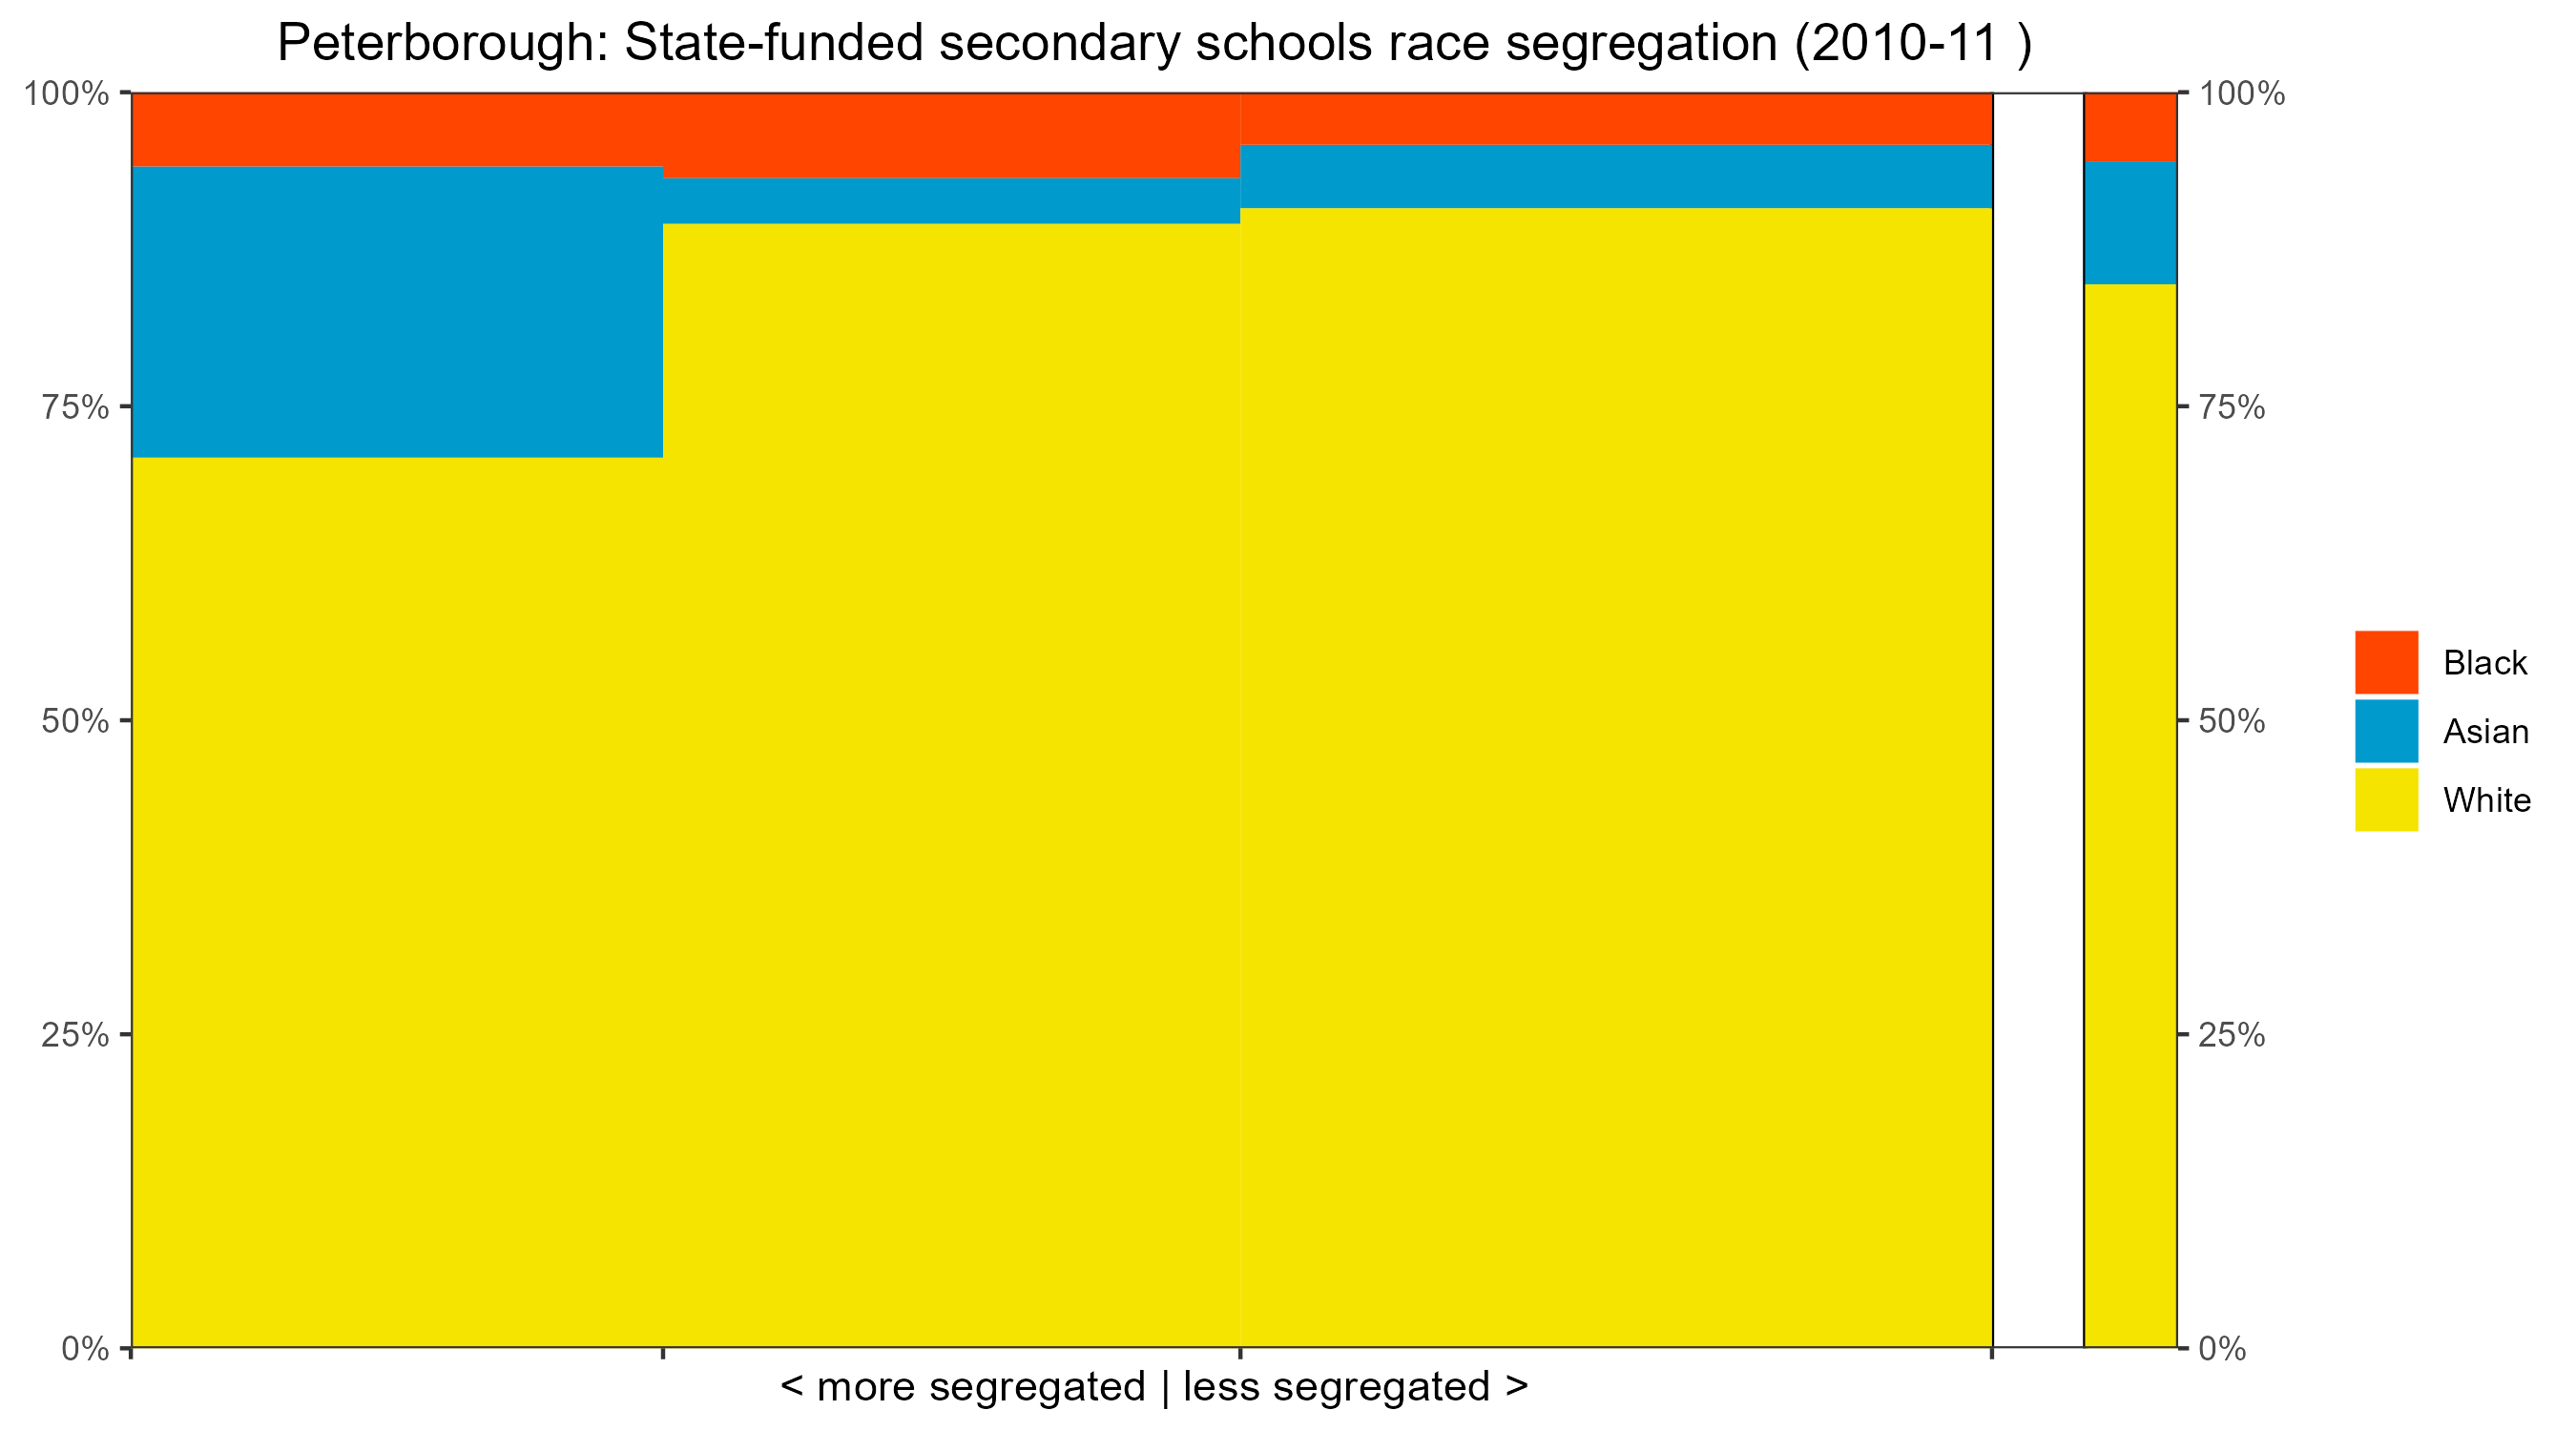 Peterborough: State-funded secondary schools race segregation (2010-11 )
100%
75%
50%
25%
0%
100%
75%
50%
25%
0%
Black
Asian
White
< more segregated | less segregated >